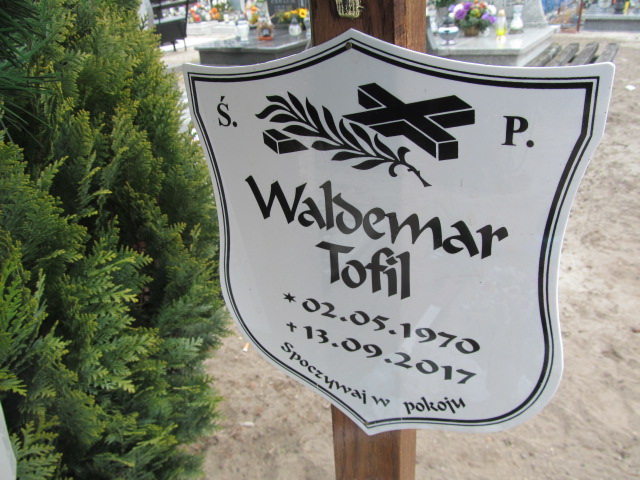 Ś. P.
Waldemar
Tofil
* 02.05.1970
+ 13.09.2017
Spoczywaj w pokoju